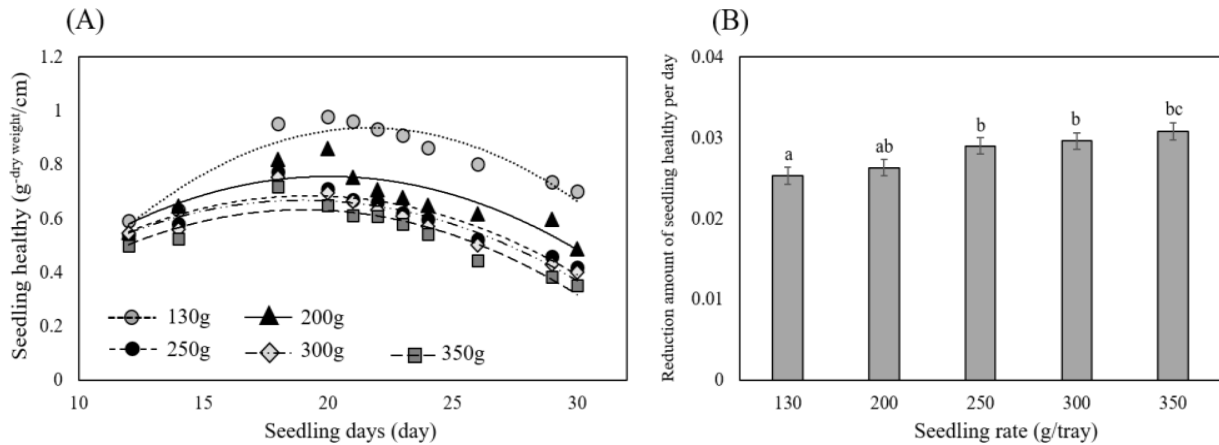 (A)
Seedling healthy (g-dry weight/cm)
1.2
1
0.8
0.6
0.4
0.2
0
130g
200g
250g
300g
350g
10
15
20
25
30
Seedling days (day)
(B)
Reduction amount of seedling healthy per day
0.04
0.03
0.02
0.01
0
a
ab
b
b
bc
130
200
250
300
350
Seedling rate (g/tray)